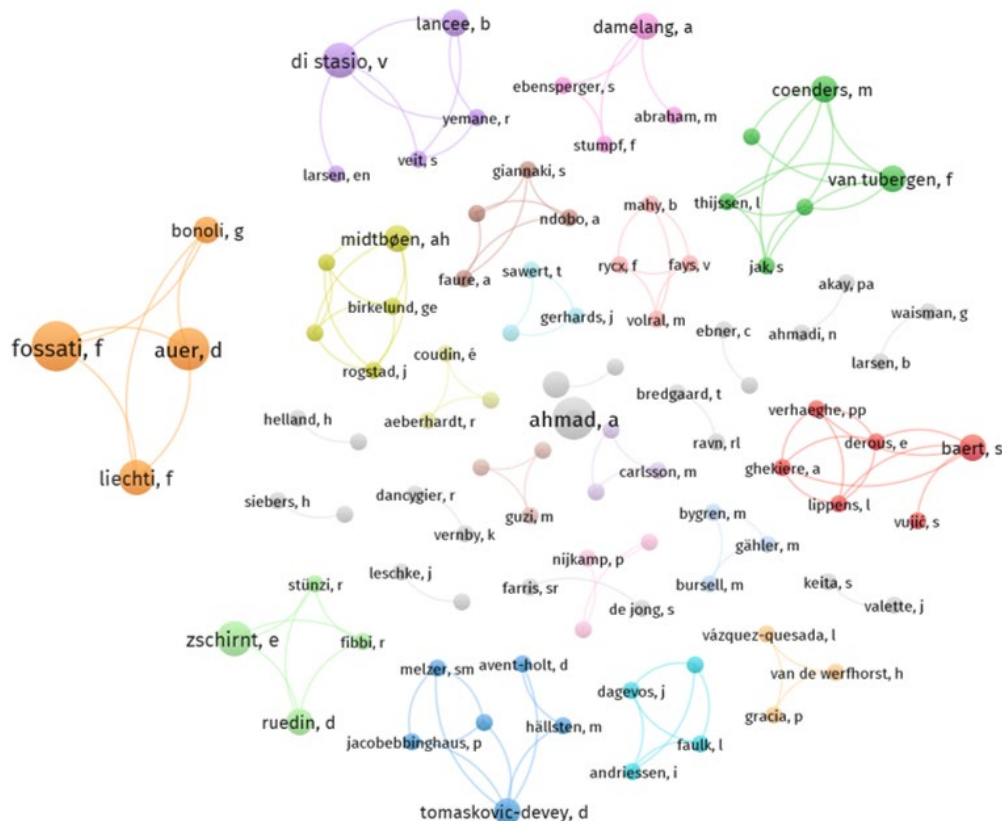 lancee, b
damelang, a
di stasio, v
ebensperger, s
coenders, m
yemane, r
abraham, m
stumpf, f
veit, s
larsen, en
giannaki, s
van tubergen, f
thijssen, l
mahy, b
ndobo, a
bonoli, g
midtbøen, ah
jak, s
rycx, f
fays, v
sawert, t
faure, a
akay, pa
birkelund, ge
waisman, g
gerhards, j
volral, m
ebner, c
ahmadi, n
fossati, f
auer, d
coudin, é
larsen, b
rogstad, j
bredgaard, t
helland, h
aeberhardt, r
ahmad, a
verhaeghe, pp
ravn, rl
derous, e
baert, s
liechti, f
carlsson, m
ghekiere, a
siebers, h
dancygier, r
lippens, l
guzi, m
bygren, m
vujic, s
vernby, k
gähler, m
nijkamp, p
leschke, j
stünzi, r
farris, sr
bursell, m
keita, s
de jong, s
valette, j
zschirnt, e
fibbi, r
vázquez-quesada, l
melzer, sm
avent-holt, d
van de werfhorst, h
dagevos, j
ruedin, d
hällsten, m
gracia, p
jacobebbinghaus, p
faulk, l
andriessen, i
tomaskovic-devey, d